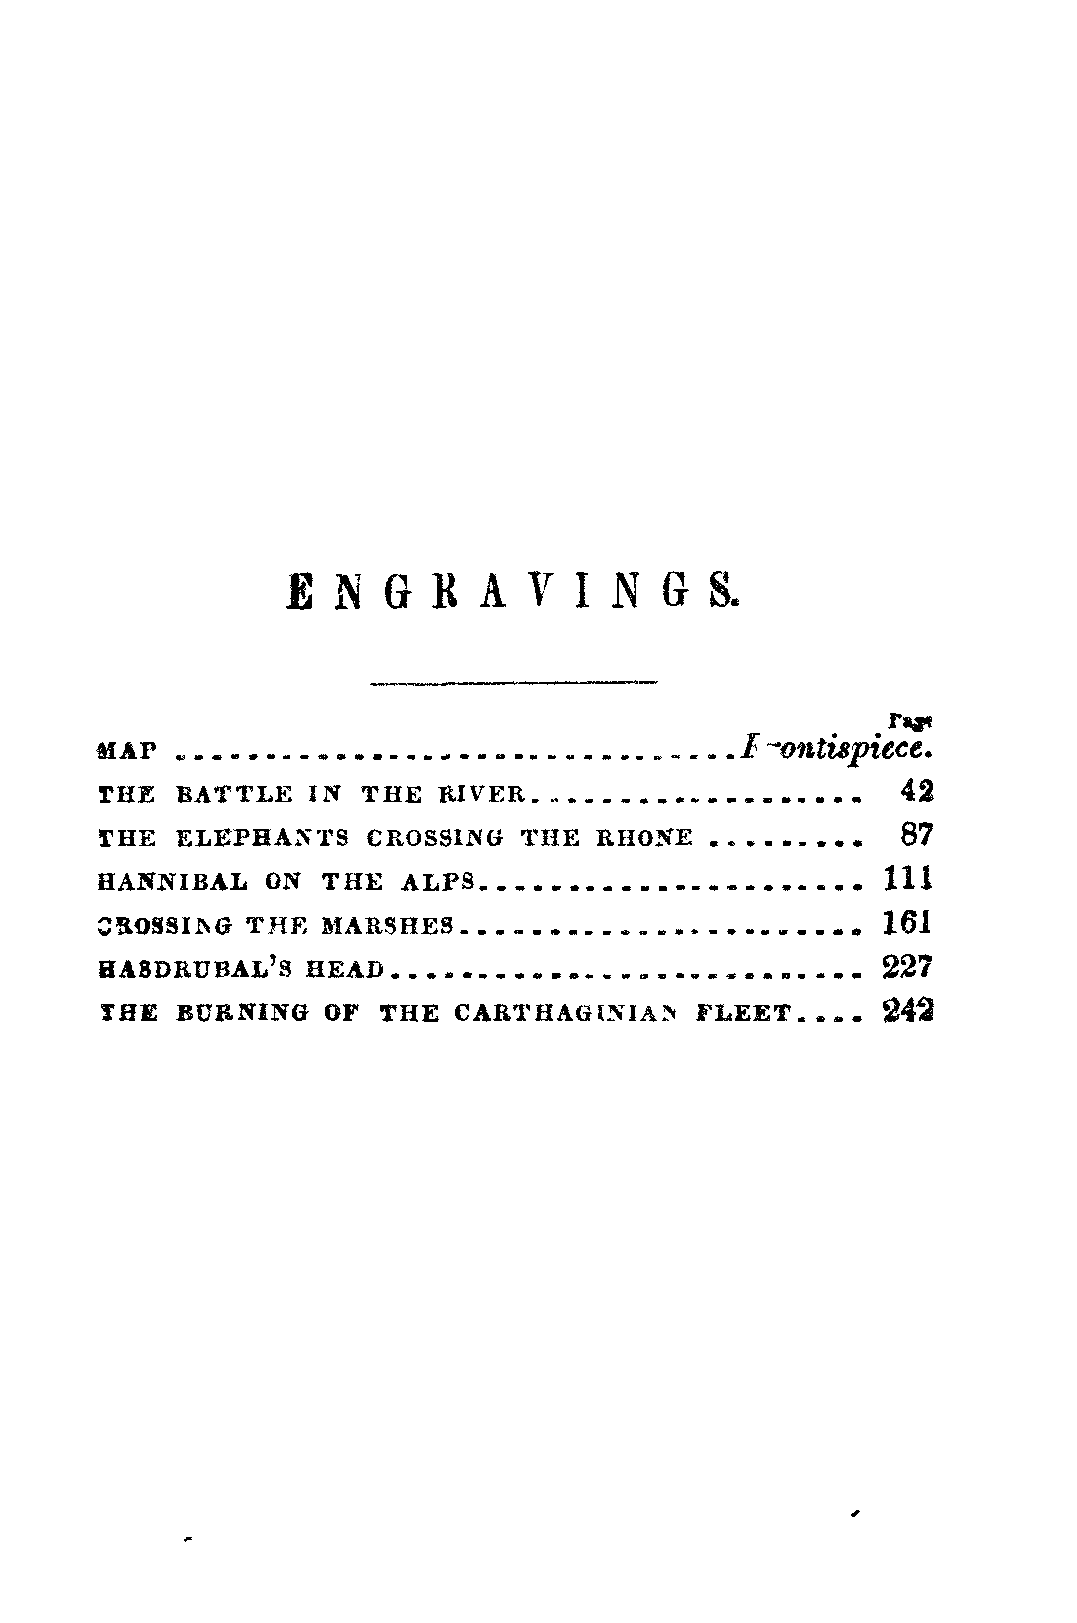 ENGRAVINGS.
Page
MAP ................................ Frontispiece.
THE BATTLE IN THE RIVER................... 42
THE ELEPHANTS CROSSING THE RHONE ......... 87
HANNIBAL ON THE ALPS...................... 111
CROSSING THE MARSHES....................... 161
HASDRUBAL'S HEAD........................... 227
THE BURNING OF THE CARTHAGINIAN FLEET.... 242